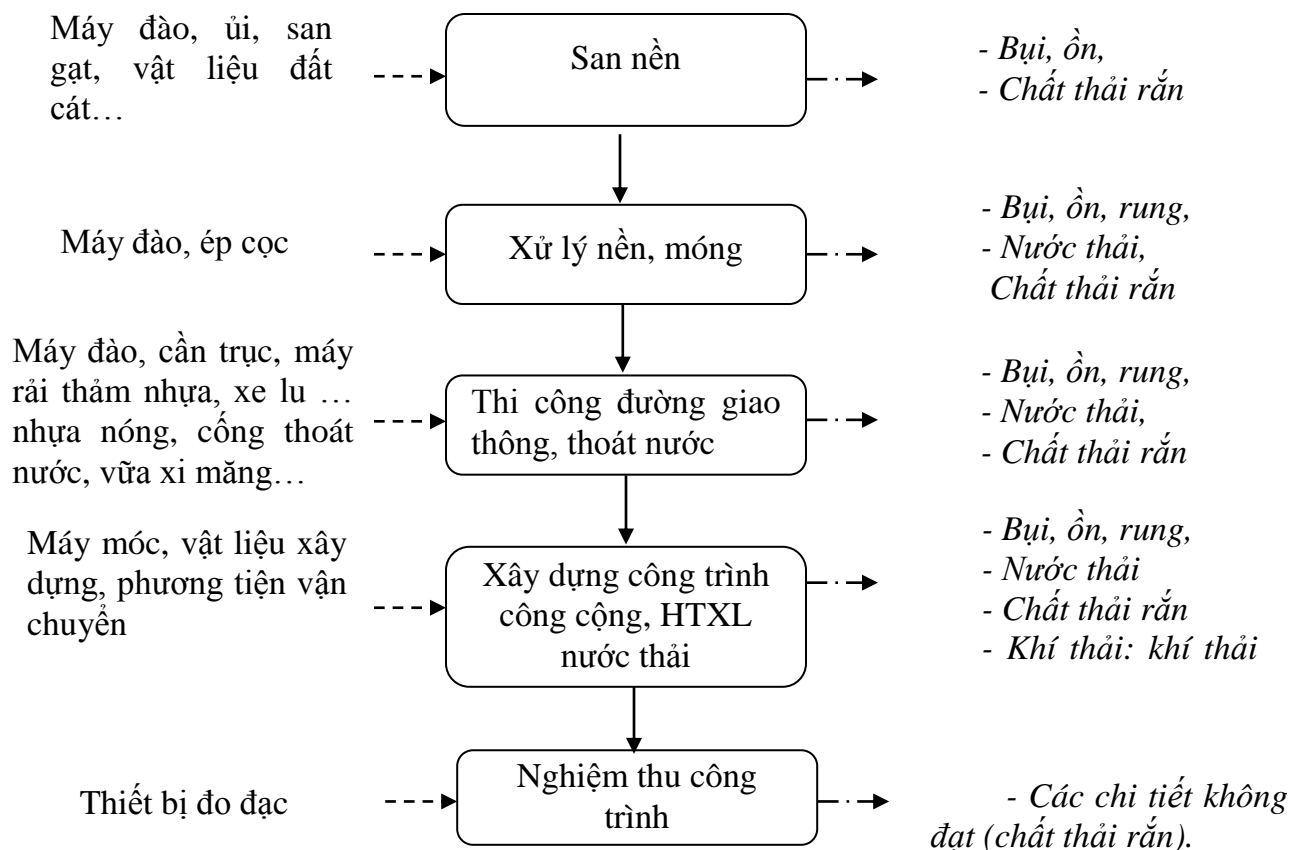 Máy đào, ủi, san
gạt, vật liệu đất
cát…
San nền
- Bụi, ồn,
- Chất thải rắn
Máy đào, ép cọc
Xử lý nền, móng
- Bụi, ồn, rung,
- Nước thải,
Chất thải rắn
Máy đào, cần trục, máy
rải thảm nhựa, xe lu …
nhựa nóng, cống thoát
nước, vữa xi măng…
Thi công đường giao
thông, thoát nước
- Bụi, ồn, rung,
- Nước thải,
- Chất thải rắn
Máy móc, vật liệu xây
dựng, phương tiện vận
chuyển
Xây dựng công trình
công cộng, HTXL
nước thải
- Bụi, ồn, rung,
- Nước thải
- Chất thải rắn
- Khí thải: khí thải
Thiết bị đo đạc
Nghiệm thu công
trình
- Các chi tiết không
đạt (chất thải rắn).